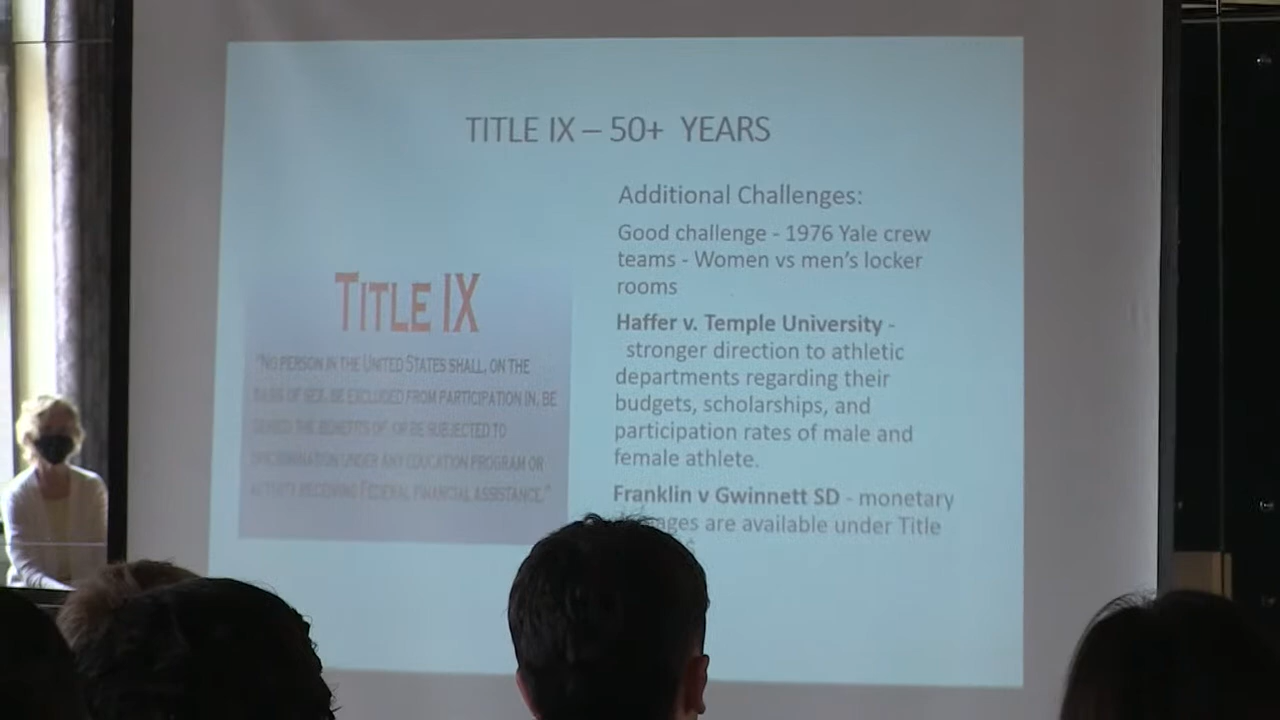 TITLE IX – 50+ YEARS
TITLE IX
"NO PERSON IN THE UNITED STATES SHALL, ON THE
BASIS OF SEX, BE EXCLUDED FROM PARTICIPATION IN, BE
DENIED THE BENEFITS OF, OR BE SUBJECTED TO
DISCRIMINATION UNDER ANY EDUCATION PROGRAM OR
ACTIVITY RECEIVING FEDERAL FINANCIAL ASSISTANCE."
Additional Challenges:
Good challenge - 1976 Yale crew
teams - Women vs men's locker
rooms
Haffer v. Temple University -
stronger direction to athletic
departments regarding their
budgets, scholarships, and
participation rates of male and
female athlete.
Franklin v Gwinnett SD - monetary
are available under Title